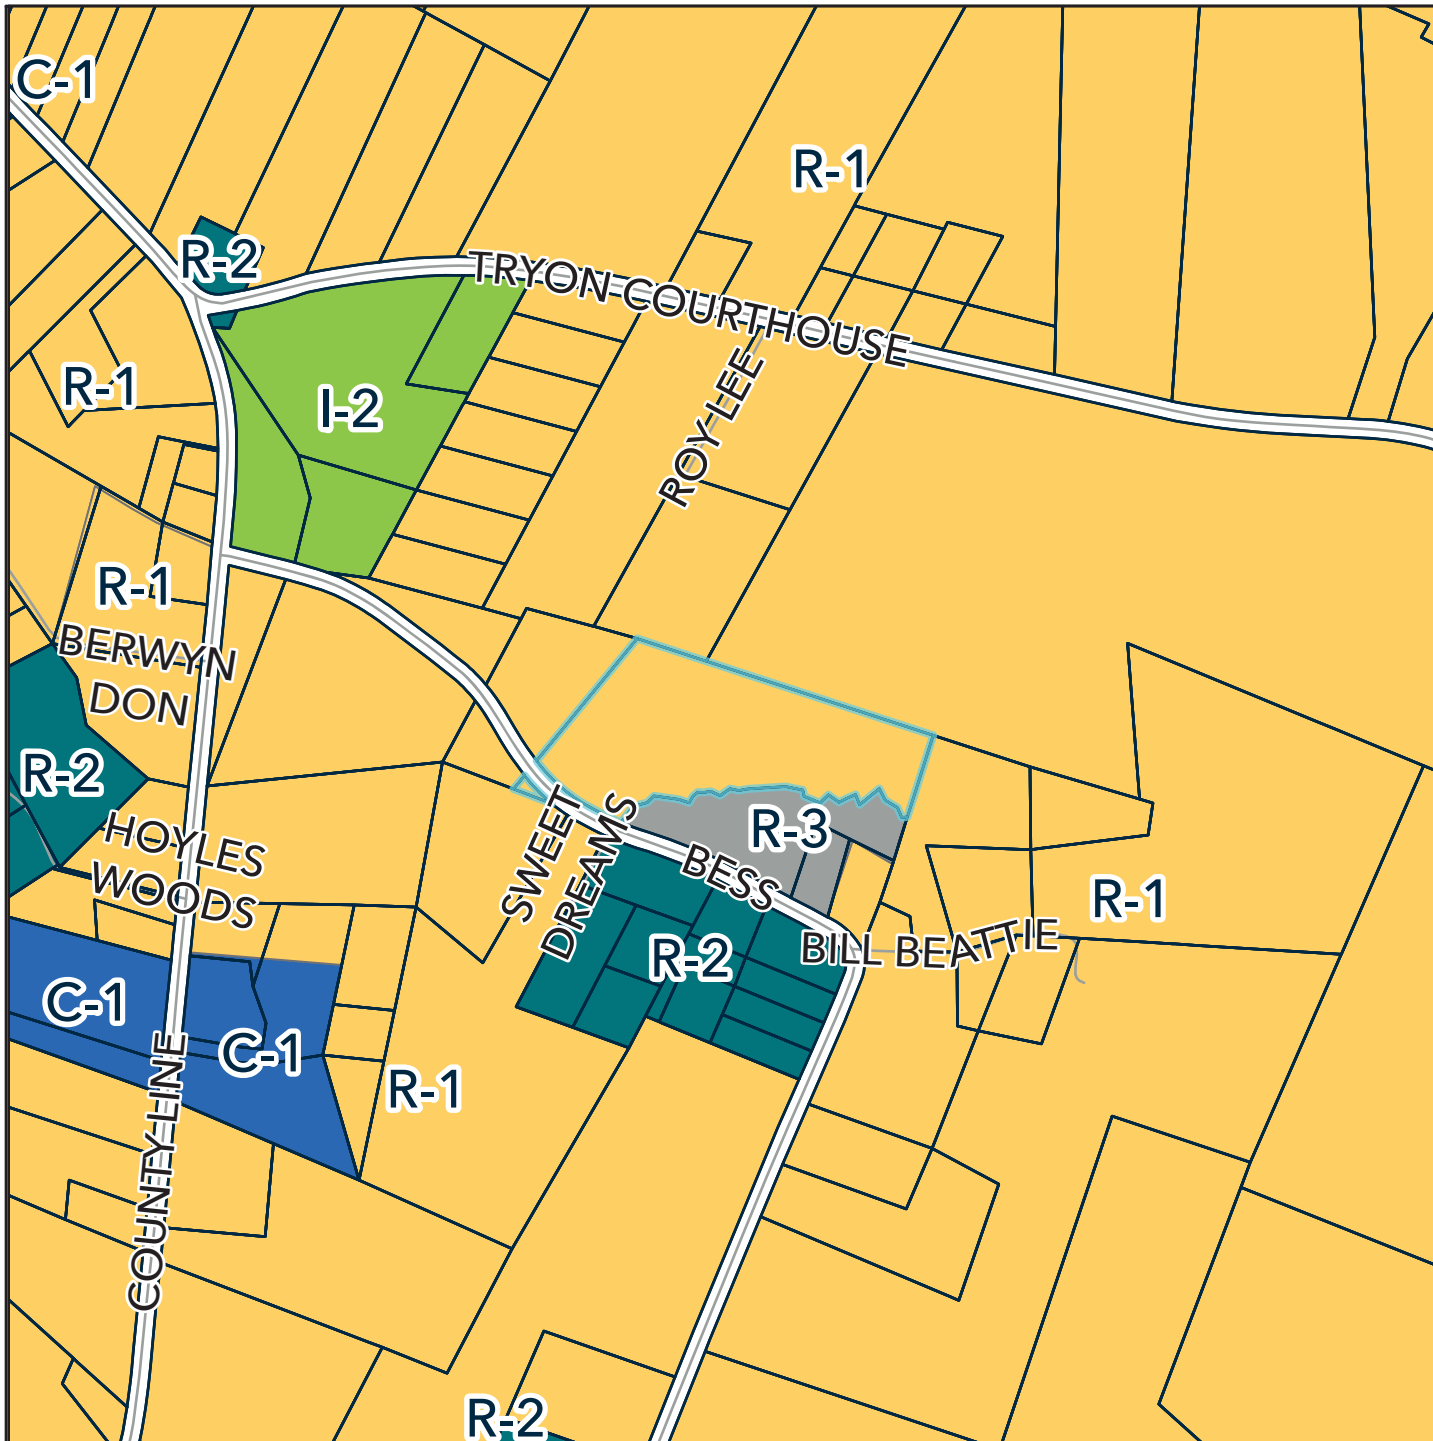 C-1
R-1
R-2
TRYON COURTHOUSE
R-1
I-2
ROY LEE
R-1
BERWYN
DON
R-2
HOYLES
WOODS
SWEET
DREAMS
R-3
BESS
R-1
R-2
BILL BEATTIE
C-1
C-1
R-1
COUNTY LINE
R-2